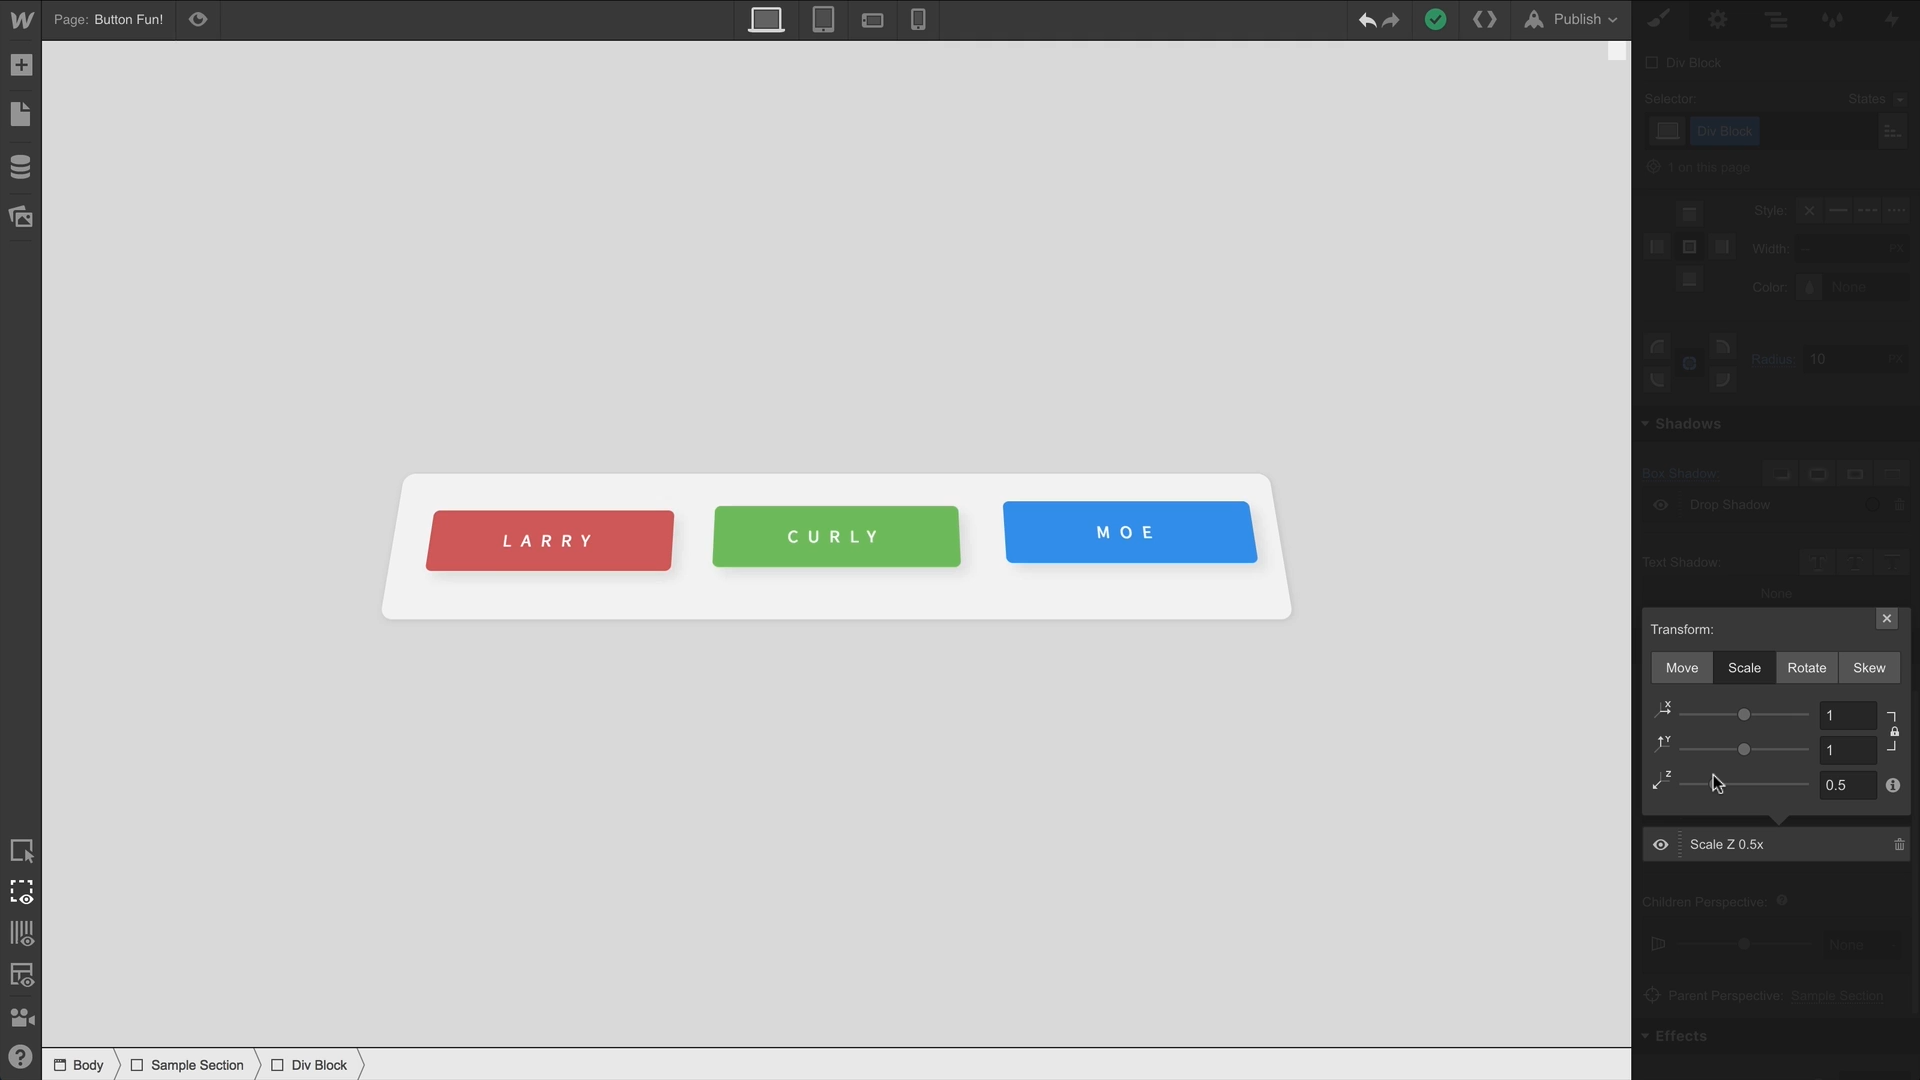 Page: Button Fun!
Publish
Div Block
Selector:
States
Div Block
1 on this page
Style:
Width:
PX
Color:
None
Radius:
10
PX
Shadows
Box Shadow:
Drop Shadow
Text Shadow:
None
LARRY
CURLY
MOE
Transform:
Move
Scale
Rotate
Skew
X
1
Y
1
Z
0.5
Scale Z 0.5x
Children Perspective:
None
Parent Perspective: Sample Section
Effects
Body
Sample Section
Div Block